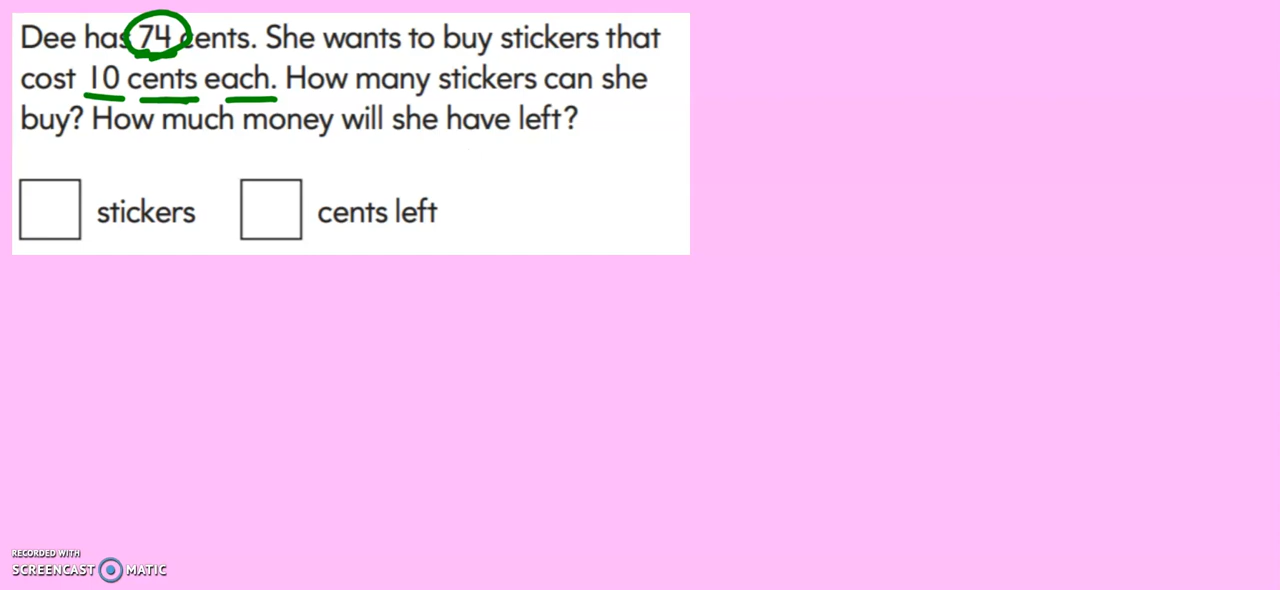 Dee has 74 cents. She wants to buy stickers that
cost 10 cents each. How many stickers can she
buy? How much money will she have left?
stickers cents left
RECORDED WITH
SCREENCAST MATIC